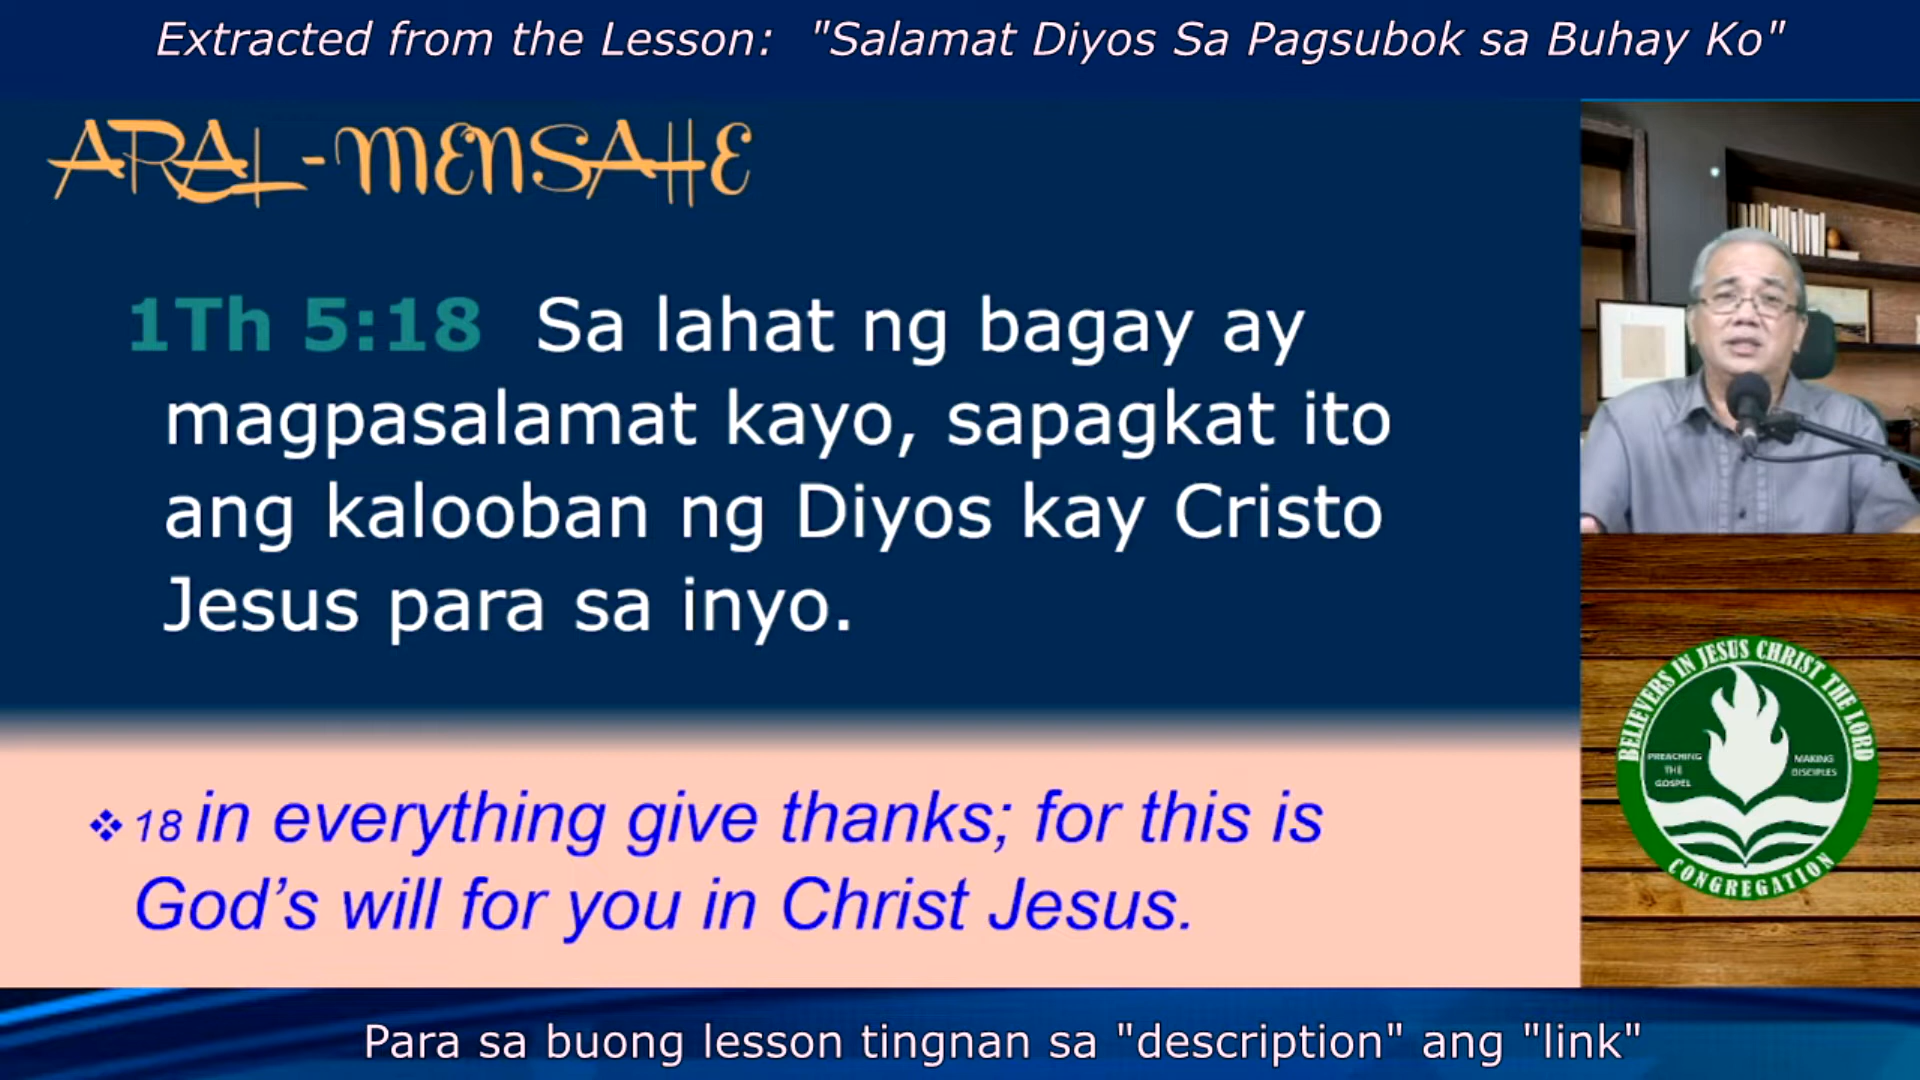 Extracted from the Lesson: "Salamat Diyos Sa Pagsubok sa Buhay Ko"
ARAL-MENSAHE
1Th 5:18 Sa lahat ng bagay ay
magpasalamat kayo, sapagkat ito
ang kalooban ng Diyos kay Cristo
Jesus para sa inyo.
❖ 18 in everything give thanks; for this is
God's will for you in Christ Jesus.
BELIEVERS IN JESUS CHRIST THE LORD
PREACHING
THE
GOSPEL
MAKING
DISCIPLES
CONGREGATION
Para sa buong lesson tingnan sa "description" ang "link"